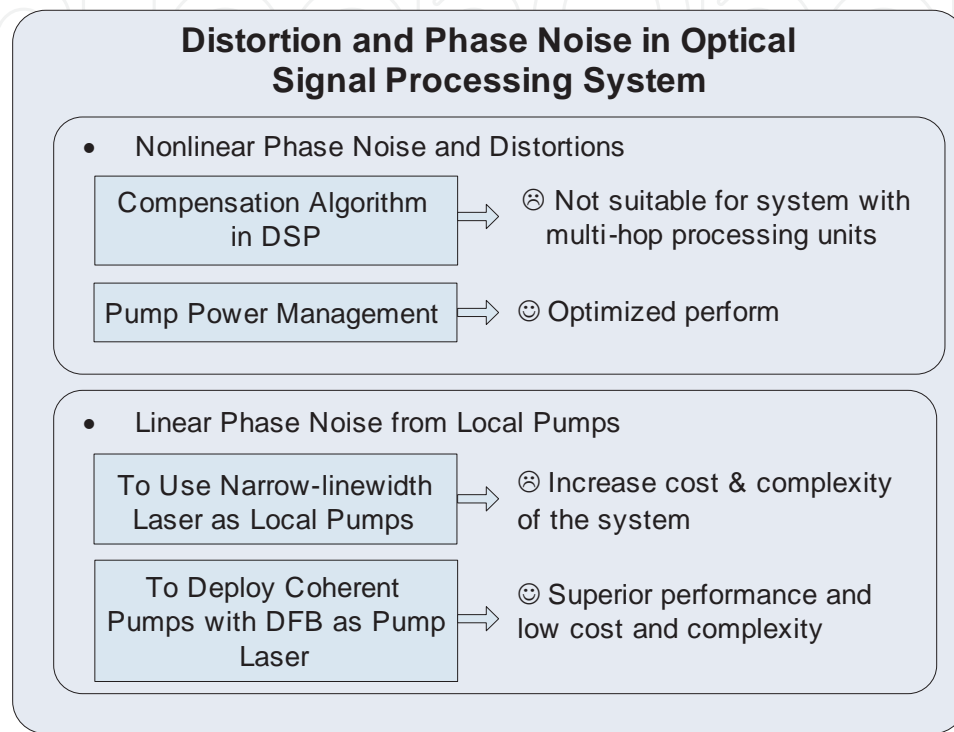 Distortion and Phase Noise in Optical
Signal Processing System
• Nonlinear Phase Noise and Distortions
Compensation Algorithm
in DSP
☹ Not suitable for system with
multi-hop processing units
Pump Power Management
☺ Optimized perform
• Linear Phase Noise from Local Pumps
To Use Narrow-linewidth
Laser as Local Pumps
☹ Increase cost & complexity
of the system
To Deploy Coherent
Pumps with DFB as Pump
Laser
☺ Superior performance and
low cost and complexity